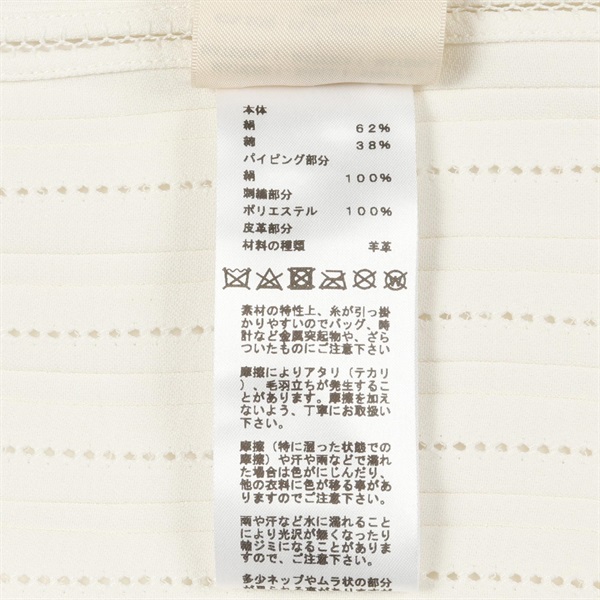 本体
絹 62%
綿 38%
パイピング部分
絹 100%
刺繍部分
ポリエステル 100%
皮革部分
材料の種類 羊革
素材の特性上、糸が引っ掛
かりやすいのでバッグ、時
計など金属突起物や、ざら
ついたものにご注意下さい
摩擦によりアタリ（テカリ
）、毛羽立ちが発生するこ
とがあります。摩擦を加え
ないよう、丁寧にお取扱い
下さい。
摩擦（特に湿った状態での
摩擦）や汗や雨などで濡れ
た場合は色がにじんだり、
他の衣料に色が移る事があ
りますのでご注意下さい。
雨や汗など水に濡れること
により光沢が無くなったり
輪ジミになることがありま
すのでご注意下さい。
多少ネップやムラ状の部分